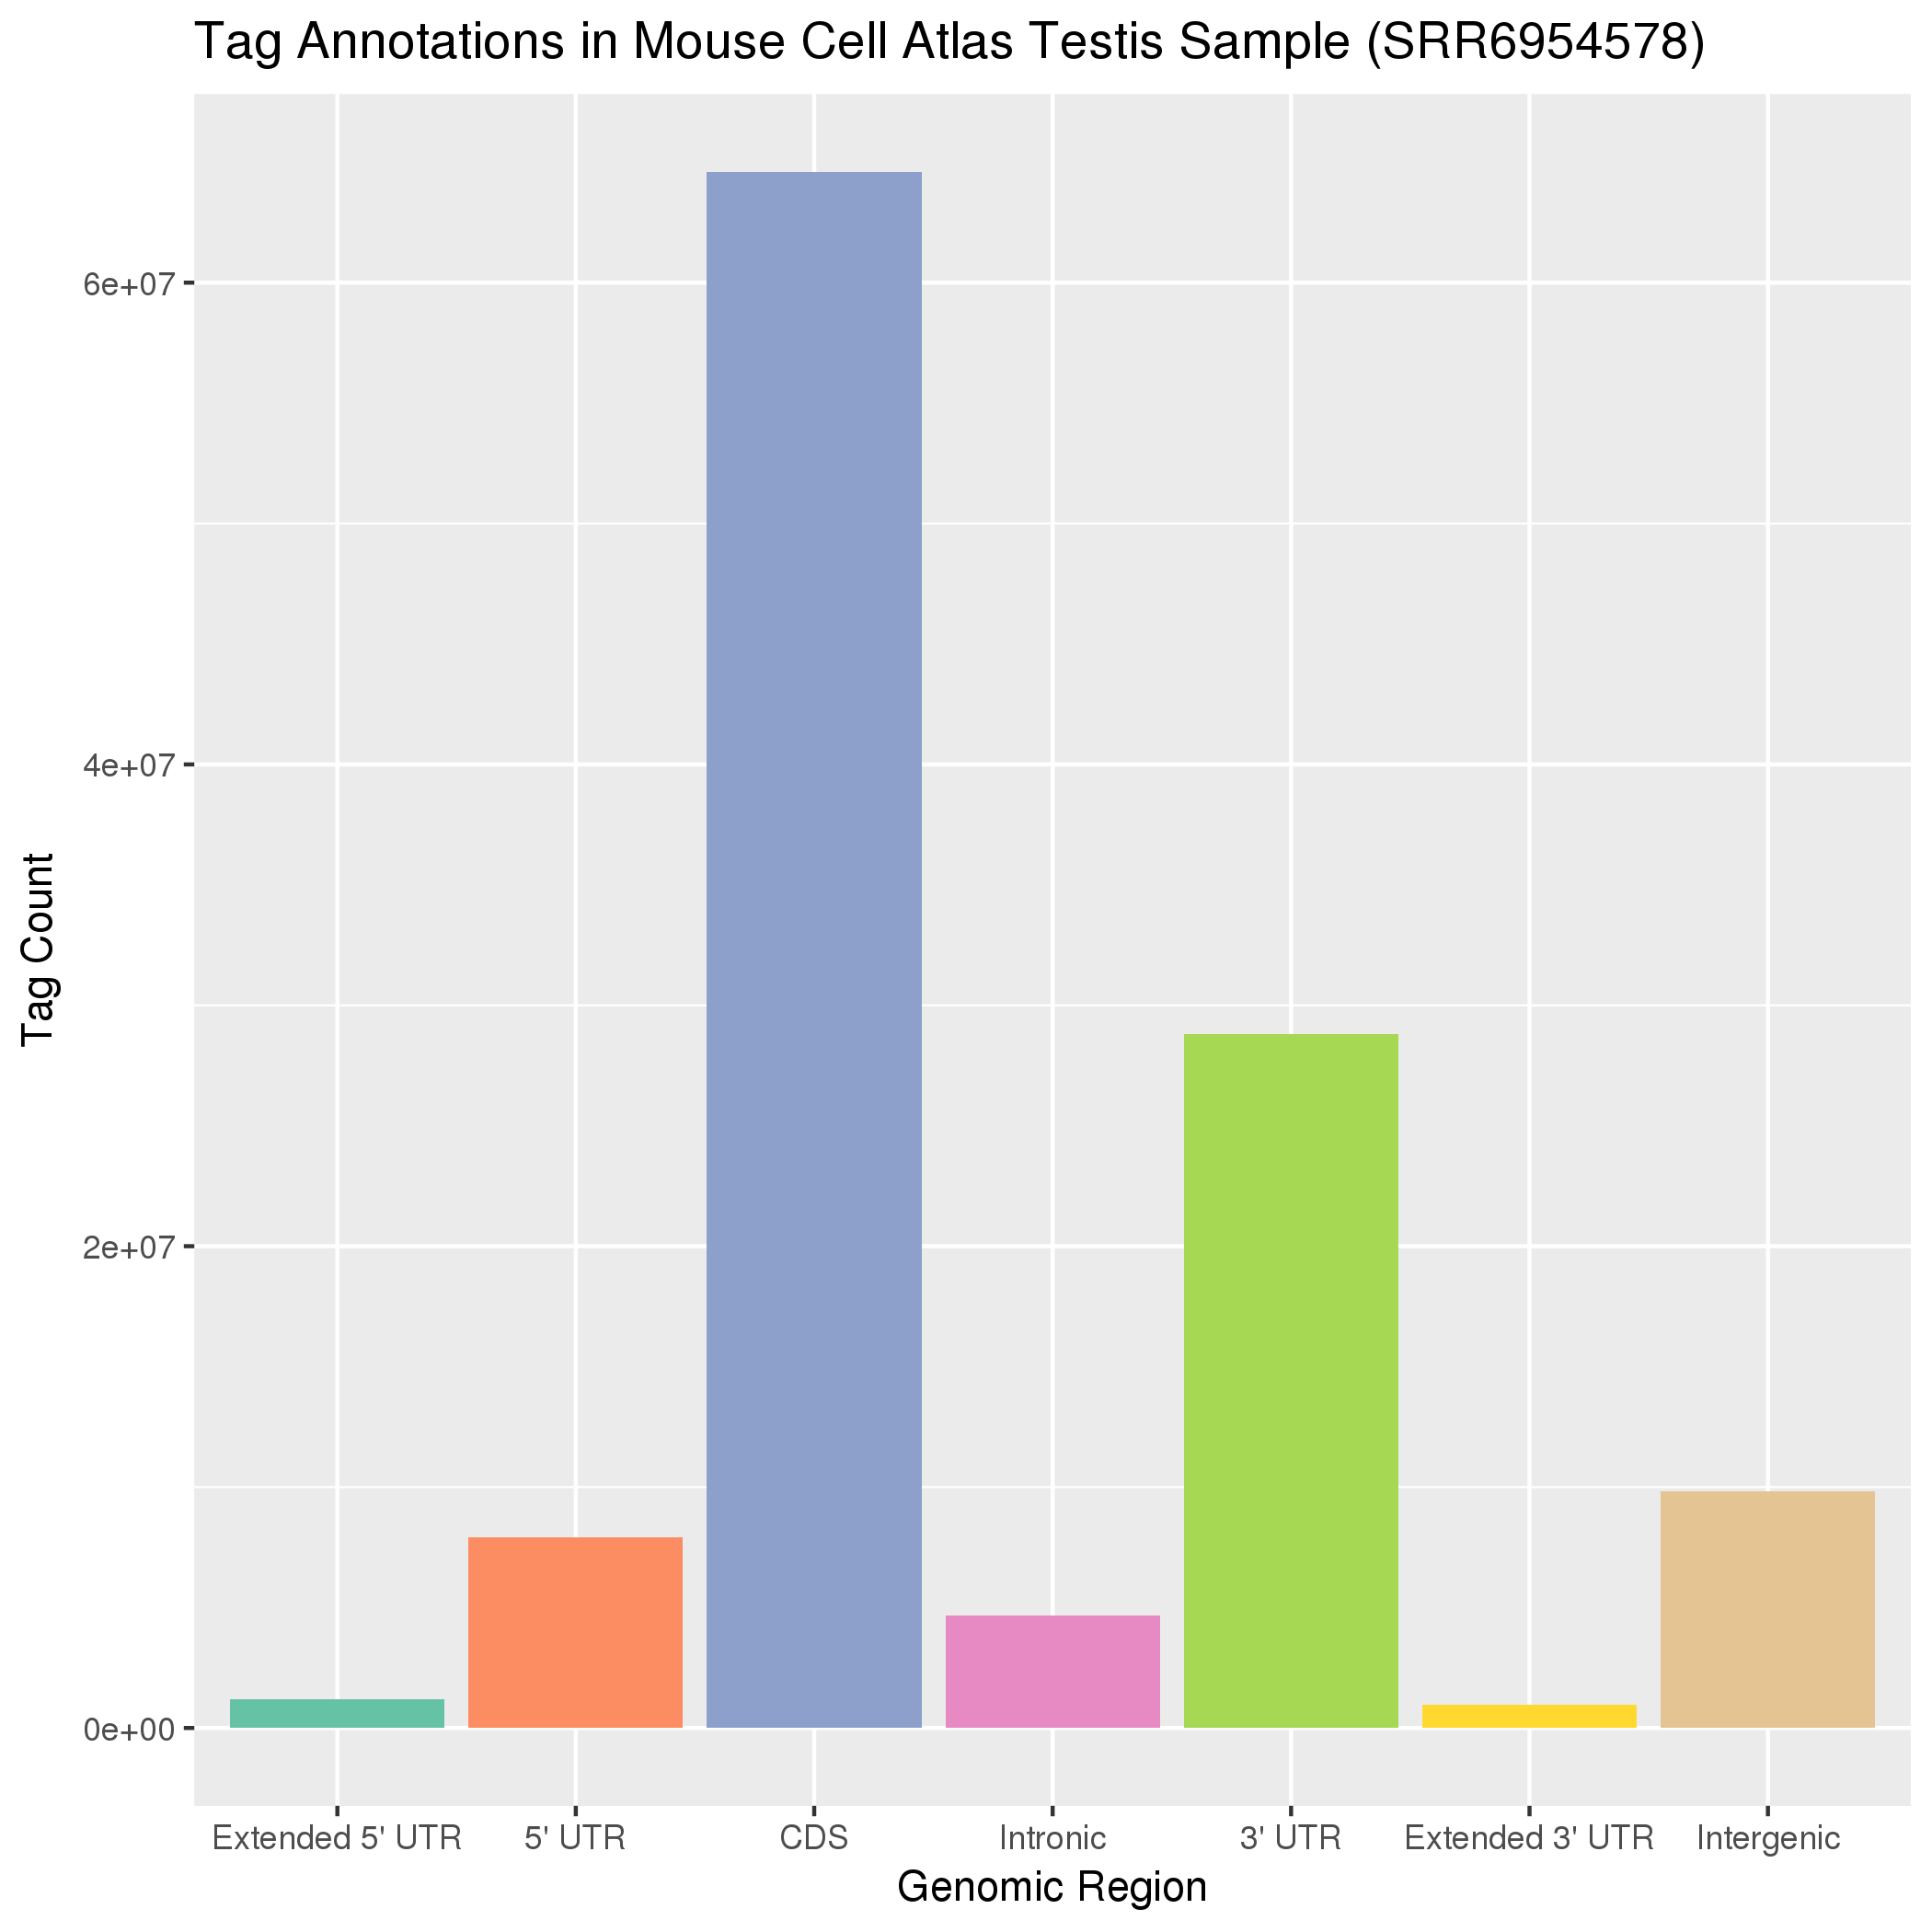 Tag Annotations in Mouse Cell Atlas Testis Sample (SRR6954578)
Tag Count
6e+07
4e+07
2e+07
0e+00
Extended 5' UTR 5' UTR CDS Intronic 3' UTR Extended 3' UTR Intergenic
Genomic Region